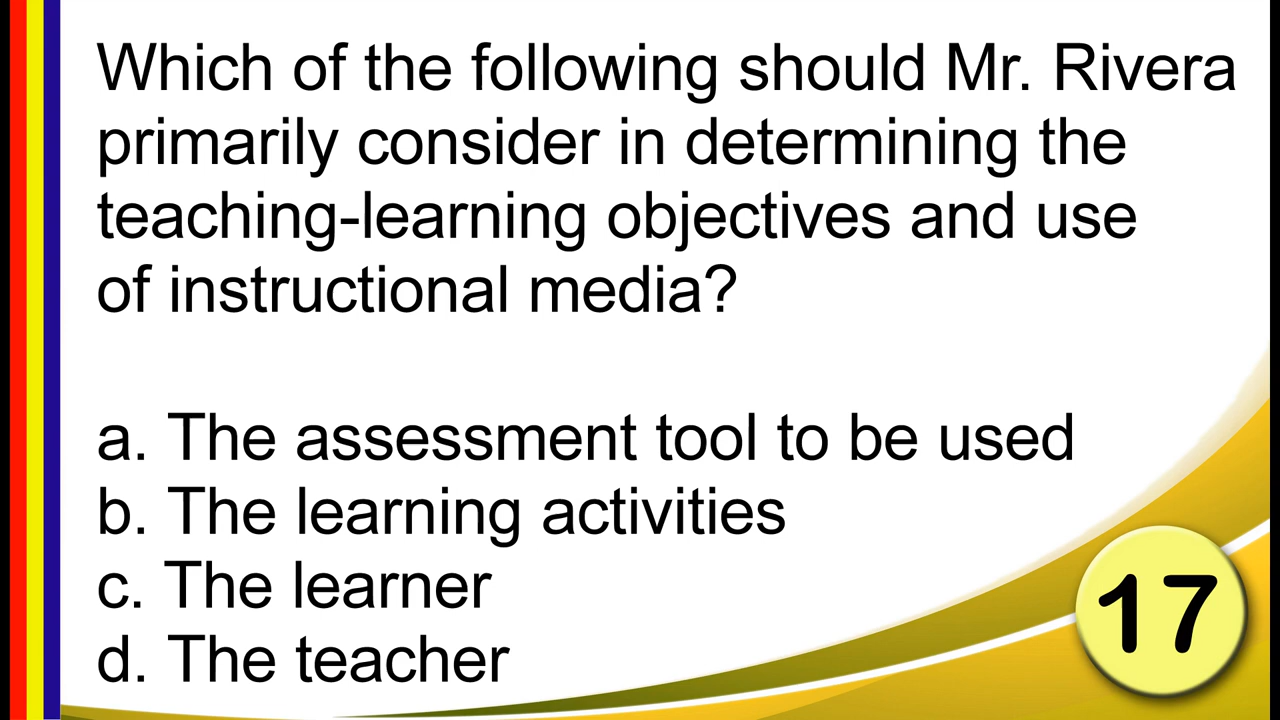 Which of the following should Mr. Rivera
primarily consider in determining the
teaching-learning objectives and use
of instructional media?
a. The assessment tool to be used
b. The learning activities
c. The learner
d. The teacher
17